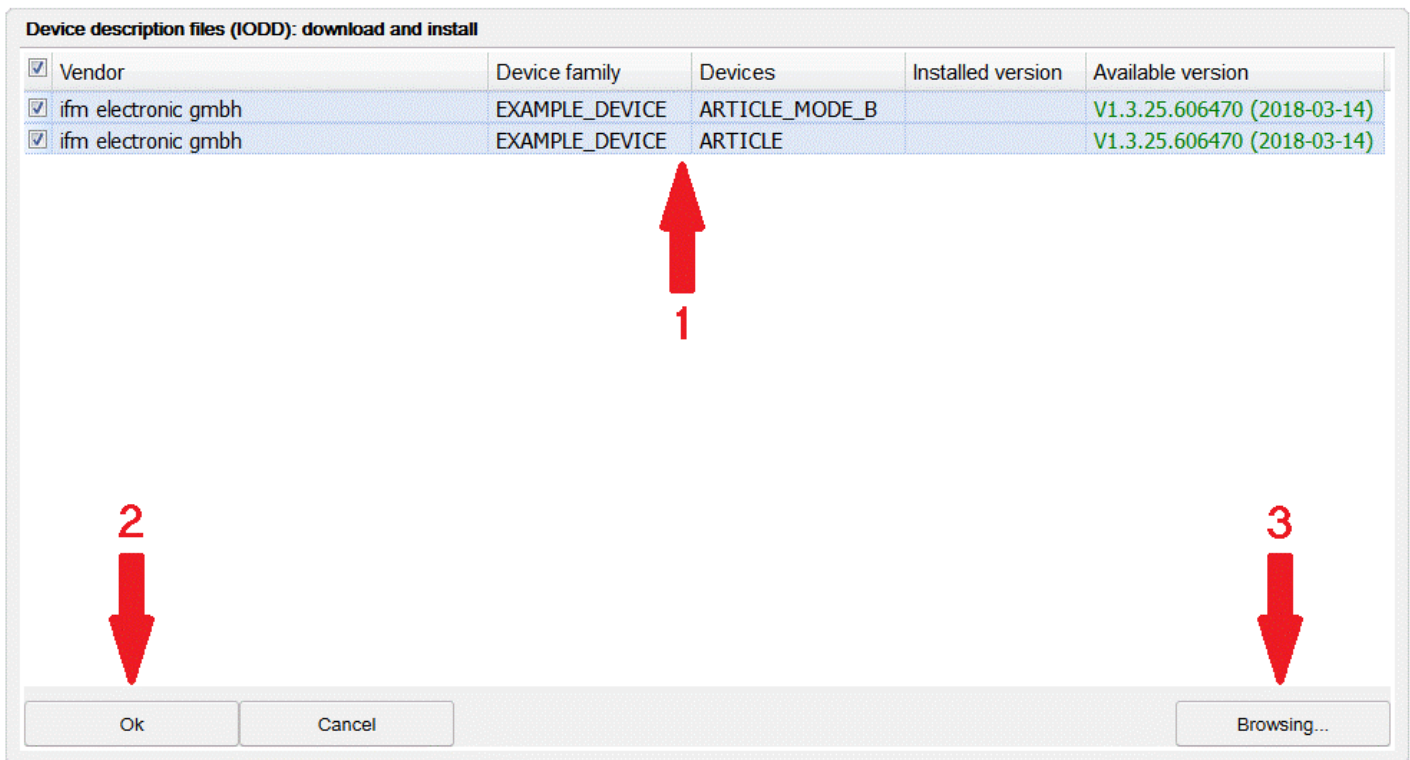 Device description files (IODD): download and install
Vendor Device family Devices Installed version Available version
ifm electronic gmbh EXAMPLE_DEVICE ARTICLE_MODE_B V1.3.25.606470 (2018-03-14)
ifm electronic gmbh EXAMPLE_DEVICE ARTICLE V1.3.25.606470 (2018-03-14)
1
2 3
Ok Cancel Browsing...